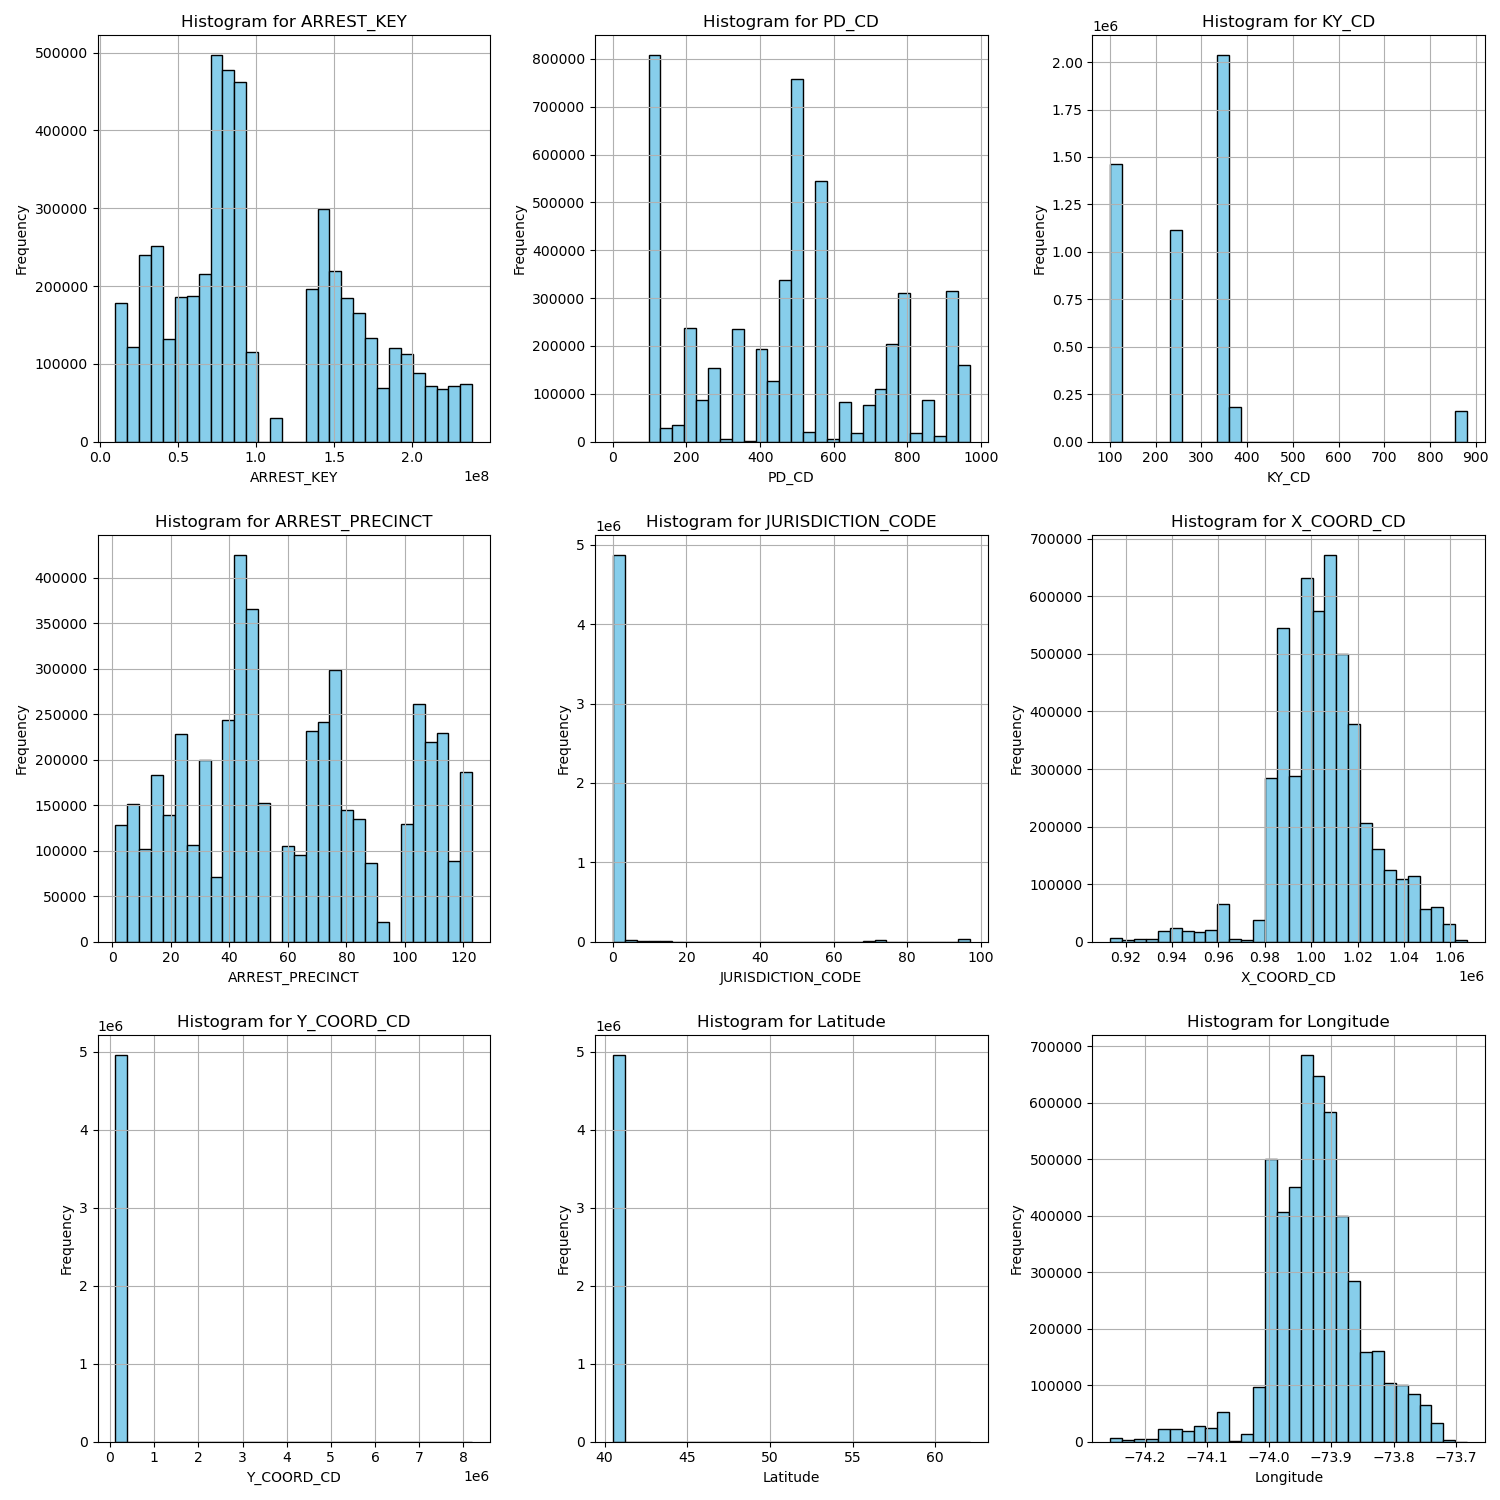 Histogram for ARREST_KEY
500000
400000
300000
200000
100000
0
Frequency
0.0 0.5 1.0 1.5 2.0
1e8
ARREST_KEY
Histogram for PD_CD
800000
700000
600000
500000
400000
300000
200000
100000
0
Frequency
0 200 400 600 800 1000
PD_CD
Histogram for KY_CD
1e6
2.00
1.75
1.50
1.25
1.00
0.75
0.50
0.25
0.00
Frequency
100 200 300 400 500 600 700 800 900
KY_CD
Histogram for ARREST_PRECINCT
400000
350000
300000
250000
200000
150000
100000
50000
0
Frequency
0 20 40 60 80 100 120
ARREST_PRECINCT
Histogram for JURISDICTION_CODE
1e6
5
4
3
2
1
0
Frequency
0 20 40 60 80 100
JURISDICTION_CODE
Histogram for X_COORD_CD
700000
600000
500000
400000
300000
200000
100000
0
Frequency
0.92 0.94 0.96 0.98 1.00 1.02 1.04 1.06
1e6
X_COORD_CD
Histogram for Y_COORD_CD
1e6
5
4
3
2
1
0
Frequency
0 1 2 3 4 5 6 7 8
1e6
Y_COORD_CD
Histogram for Latitude
1e6
5
4
3
2
1
0
Frequency
40 45 50 55 60
Latitude
Histogram for Longitude
700000
600000
500000
400000
300000
200000
100000
0
Frequency
−74.2 −74.1 −74.0 −73.9 −73.8 −73.7
Longitude